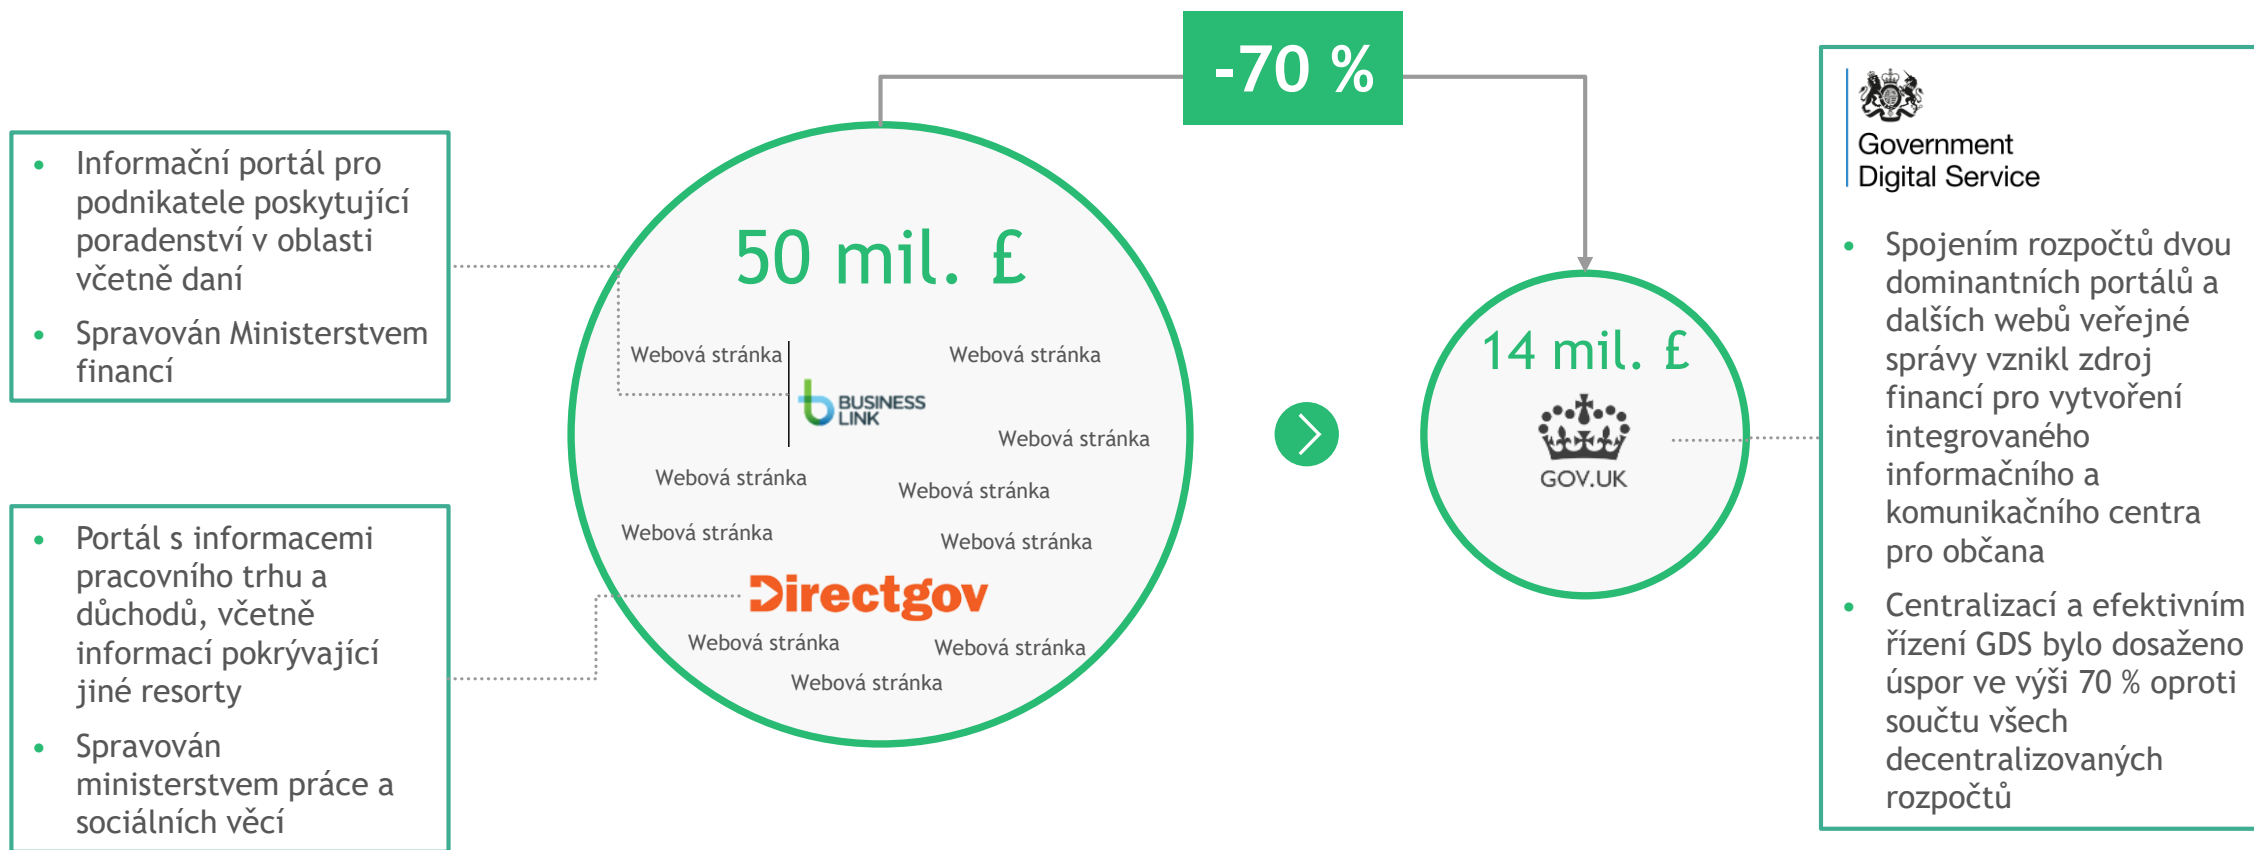 -70 %
• Informační portál pro
podnikatele poskytující
poradenství v oblasti
včetně daní
• Spravován Ministerstvem
financí
• Portál s informacemi
pracovního trhu a
důchodů, včetně
informací pokrývající
jiné resorty
• Spravován
ministerstvem práce a
sociálních věcí
50 mil. £
Webová stránka
Webová stránka
BUSINESS
LINK
Webová stránka
Webová stránka
Webová stránka
Webová stránka
Webová stránka
Directgov
Webová stránka
Webová stránka
Webová stránka
14 mil. £
GOV.UK
Government
Digital Service
• Spojením rozpočtů dvou
dominantních portálů a
dalších webů veřejné
správy vznikl zdroj
financí pro vytvoření
integrovaného
informačního a
komunikačního centra
pro občana
• Centralizací a efektivním
řízení GDS bylo dosaženo
úspor ve výši 70 % oproti
součtu všech
decentralizovaných
rozpočtů